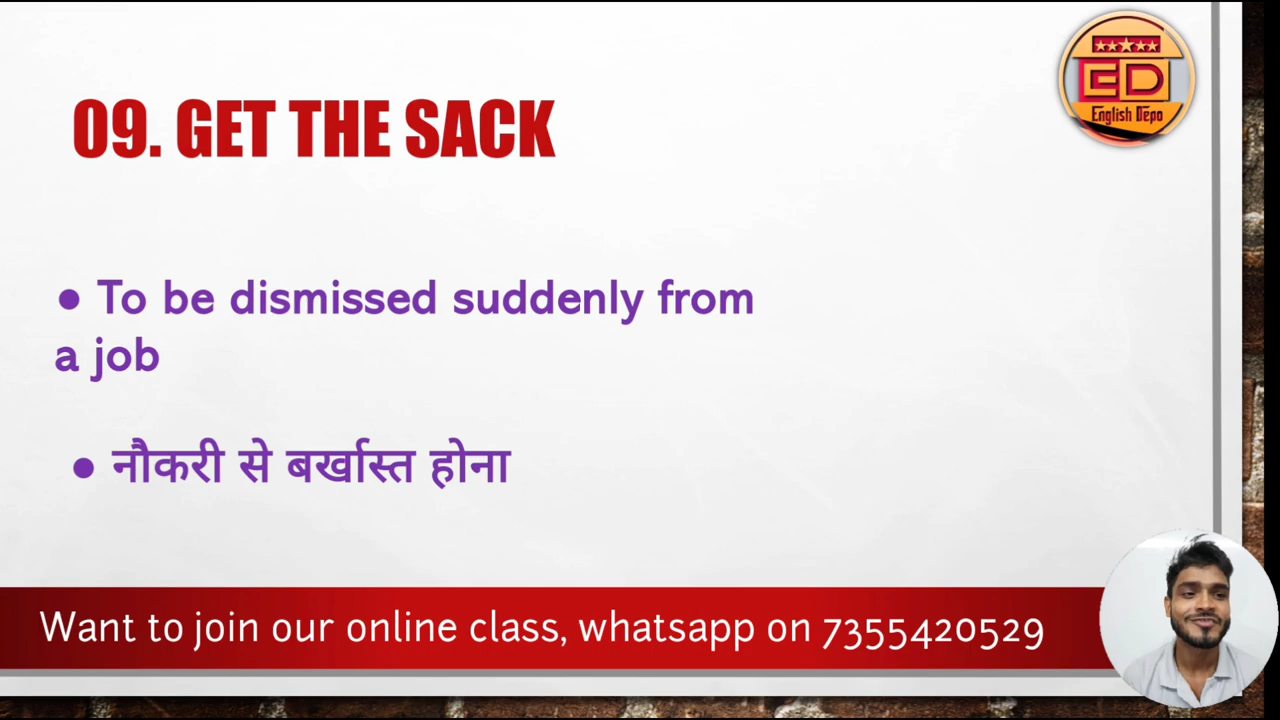 09. GET THE SACK
ED
English Depo
● To be dismissed suddenly from
a job
● नौकरी से बर्खास्त होना
Want to join our online class, whatsapp on 7355420529